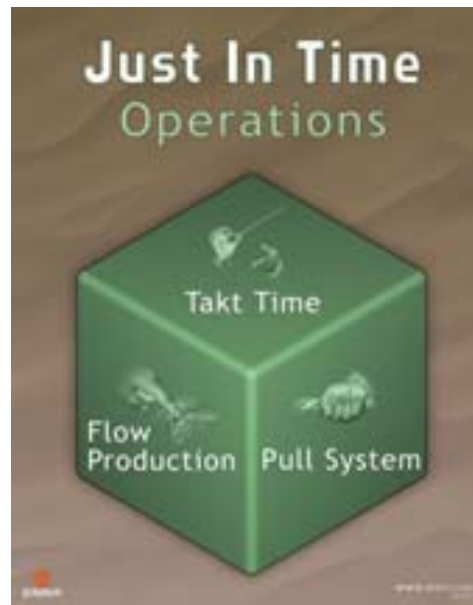 Just In Time
Operations
Takt Time
Flow
Production
Pull System